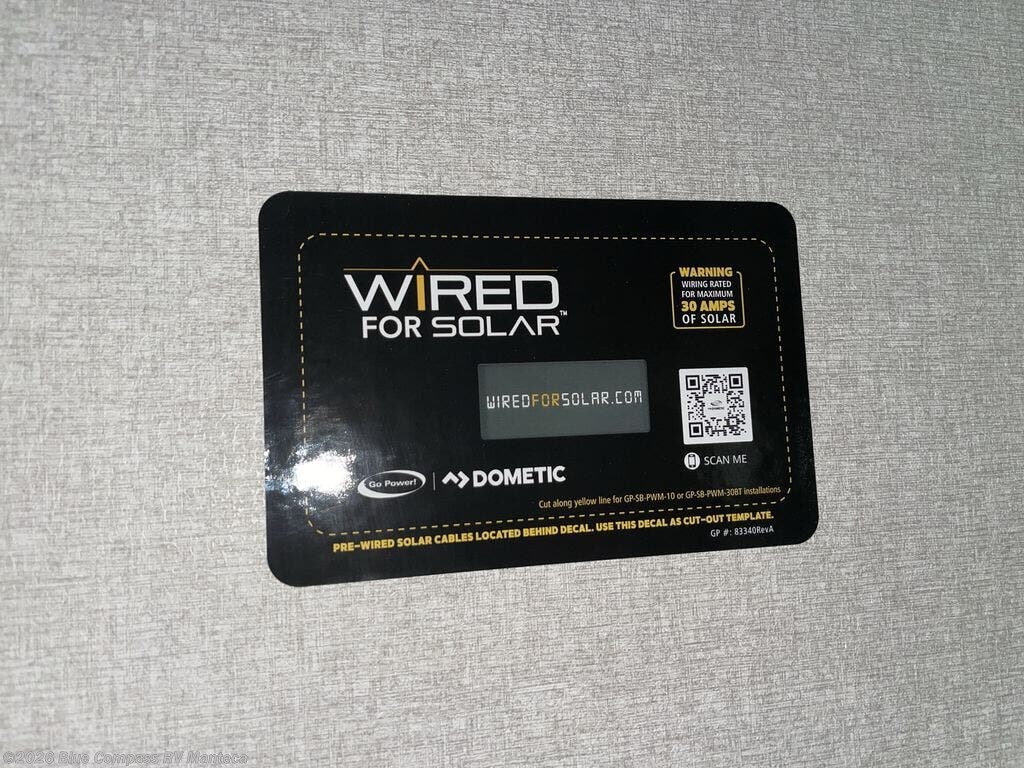 WIRED
FOR SOLAR™
WARNING
WIRING RATED
FOR MAXIMUM
30 AMPS
OF SOLAR
WIREDFORSOLAR.COM
SCAN ME
Go Power! | DOMETIC
Cut along yellow line for GP-SB-PWM-10 or GP-SB-PWM-30BT installations
PRE-WIRED SOLAR CABLES LOCATED BEHIND DECAL. USE THIS DECAL AS CUT-OUT TEMPLATE.
GP #: 83340RevA
©2026 Blue Compass RV Manteca